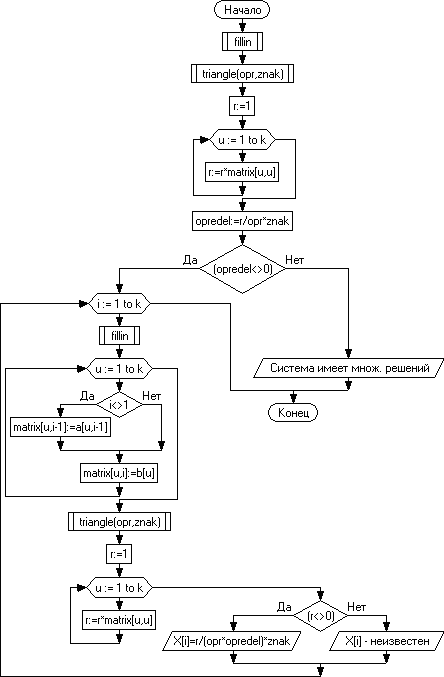 Начало
fillin
triangle(opr,znak)
r:=1
u := 1 to k
r:=r*matrix[u,u]
opredel:=r/opr*znak
Да
(opredel<>0)
Нет
i := 1 to k
fillin
u := 1 to k
Система имеет множ. решений
Да
i<>1
Нет
Конец
matrix[u,i-1]:=a[u,i-1]
matrix[u,i]:=b[u]
triangle(opr,znak)
r:=1
u := 1 to k
Да
(r<>0)
Нет
r:=r*matrix[u,u]
X[i]=r/(opr*opredel)*znak
X[i] - неизвестен